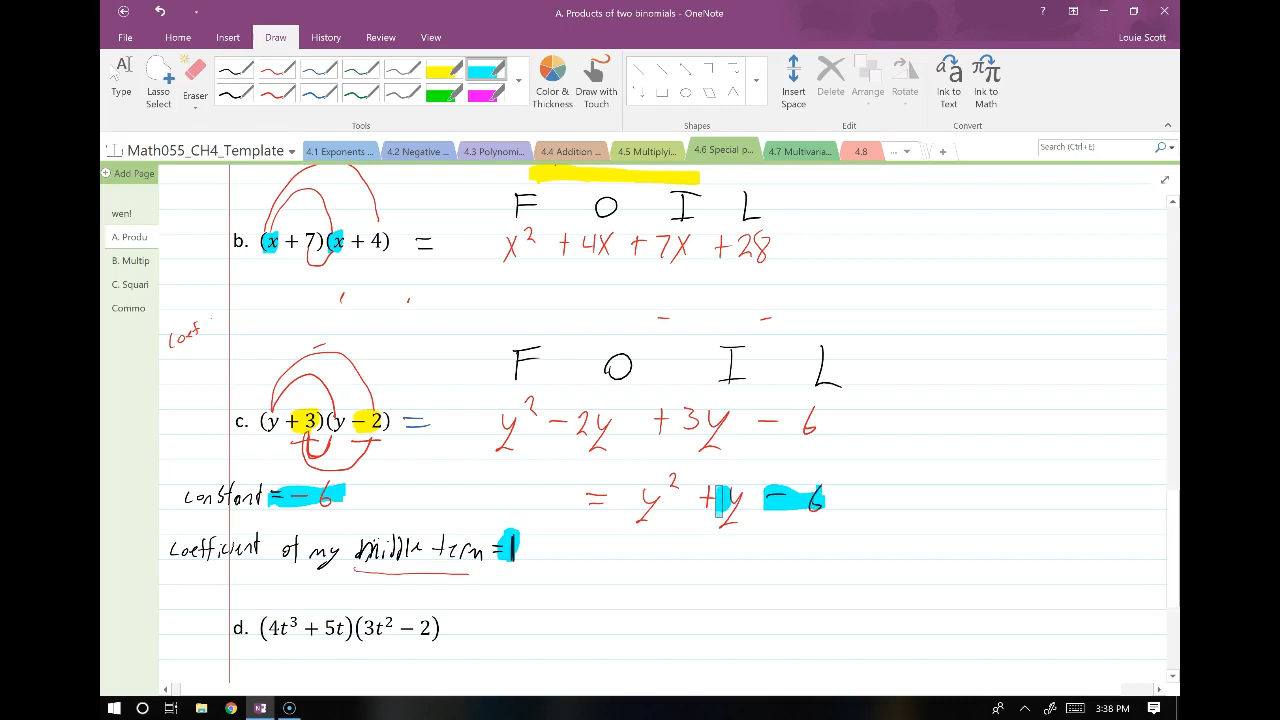 A. Products of two binomials - OneNote
?
File Home Insert Draw History Review View
Louie Scott
Type Lasso Select Eraser Color & Thickness Draw with Touch Insert Space Delete Arrange Rotate Ink to Text Ink to Math
Tools Shapes Edit Convert
Math055_CH4_Template 4.1 Exponents ... 4.2 Negative ... 4.3 Polynomi... 4.4 Addition ... 4.5 Multiplyi... 4.6 Special p... 4.7 Multivaria... 4.8 ... Search (Ctrl+E)
Add Page
wen!
A. Produ
B. Multip
C. Squari
Commo
F O I L
b. (x + 7)(x + 4) = x² + 4x + 7x + 28
coef
F O I L
c. (y + 3)(y − 2) = y² − 2y + 3y − 6
constant = − 6 = y² + 1y − 6
coefficient of my middle term = 1
d. (4t³ + 5t)(3t² − 2)
3:38 PM